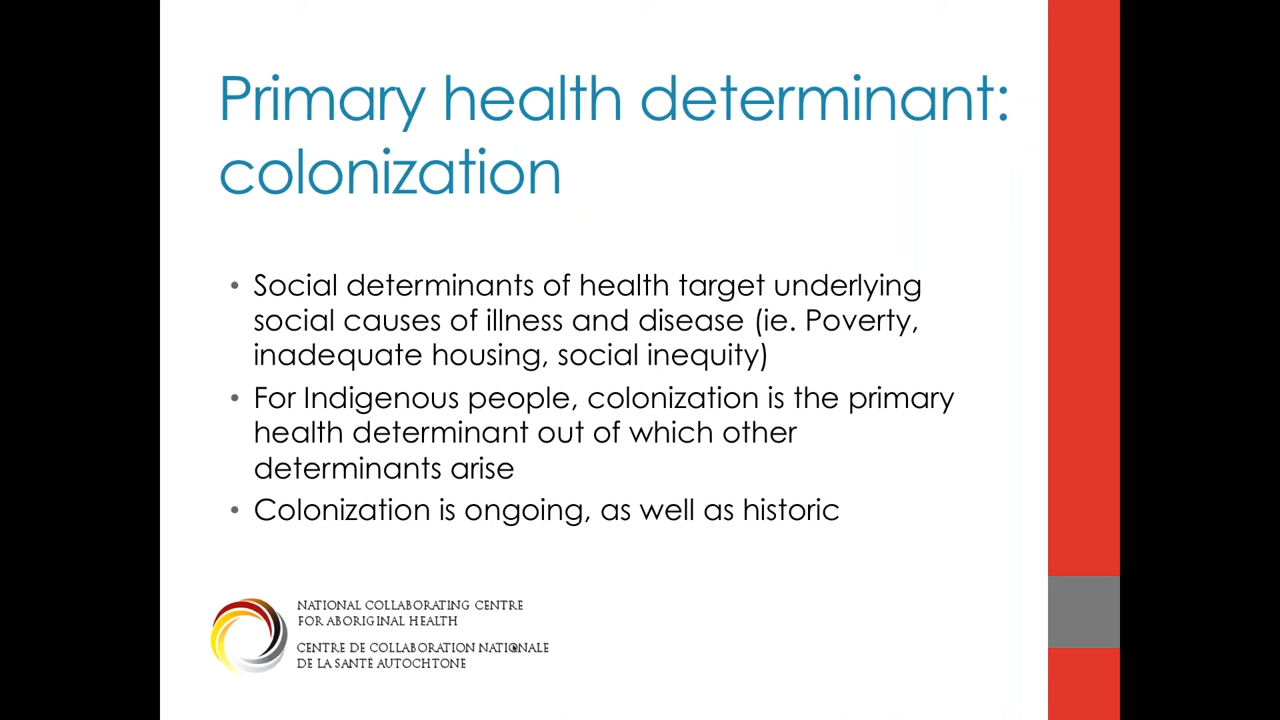 Primary health determinant:
colonization
• Social determinants of health target underlying
social causes of illness and disease (ie. Poverty,
inadequate housing, social inequity)
• For Indigenous people, colonization is the primary
health determinant out of which other
determinants arise
• Colonization is ongoing, as well as historic
NATIONAL COLLABORATING CENTRE
FOR ABORIGINAL HEALTH
CENTRE DE COLLABORATION NATIONALE
DE LA SANTÉ AUTOCHTONE